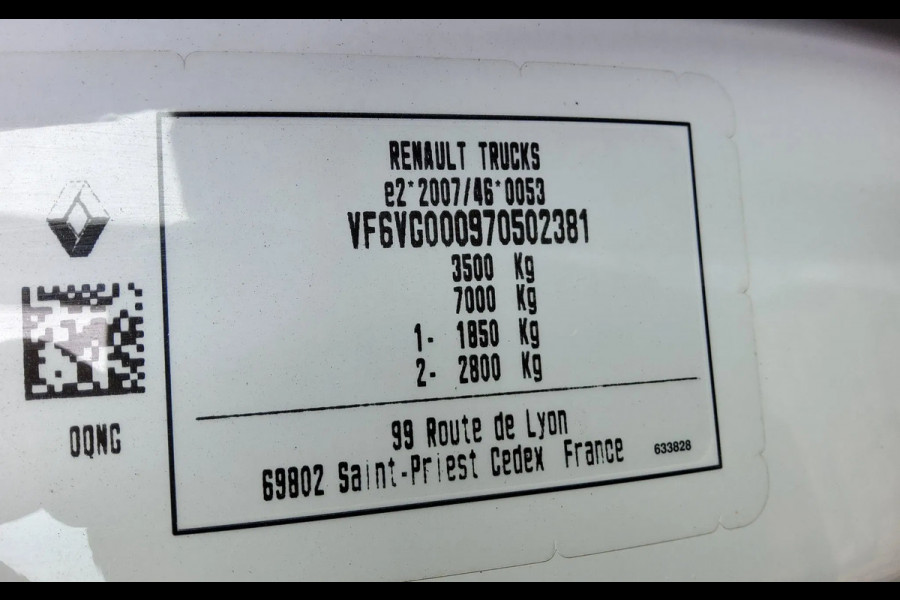 RENAULT TRUCKS
e2*2007/46*0053
VF6VG000970502381
3500 Kg
7000 Kg
1- 1850 Kg
2- 2800 Kg
OQNG
99 Route de Lyon
69802 Saint-Priest Cedex France
633828